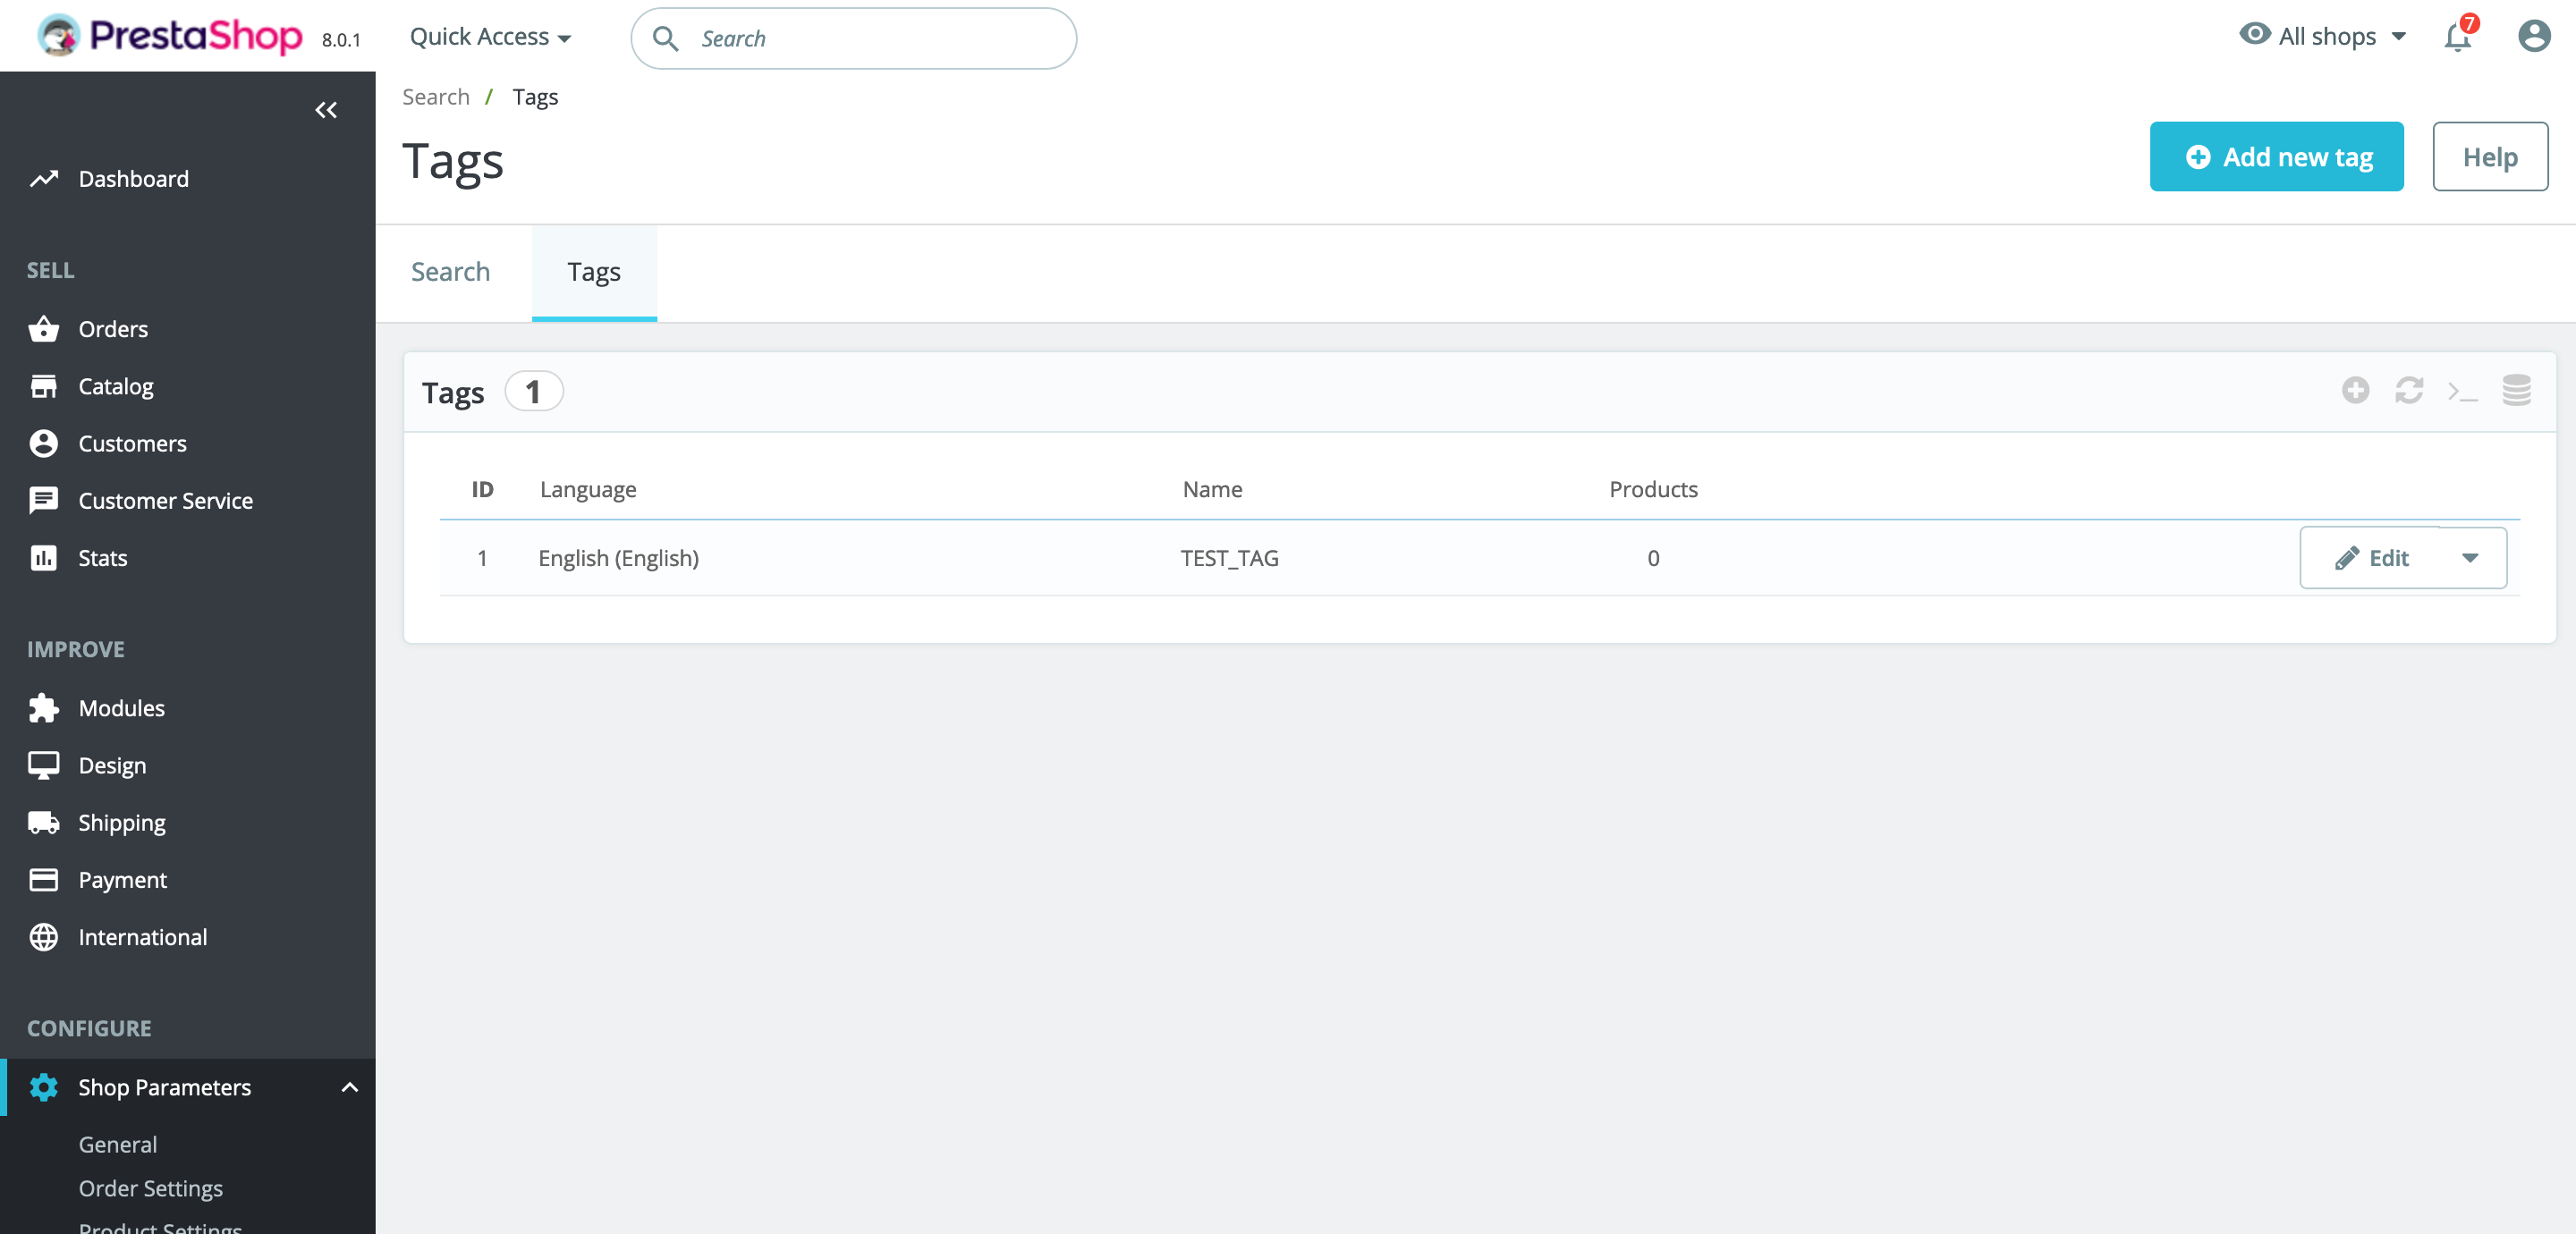 PrestaShop 8.0.1 Quick Access Search All shops 7
Search / Tags
Tags
Add new tag Help
Search Tags
Dashboard
SELL
Orders
Catalog
Customers
Customer Service
Stats
IMPROVE
Modules
Design
Shipping
Payment
International
CONFIGURE
Shop Parameters
General
Order Settings
Product Settings
Tags 1
ID Language Name Products
1 English (English) TEST_TAG 0 Edit